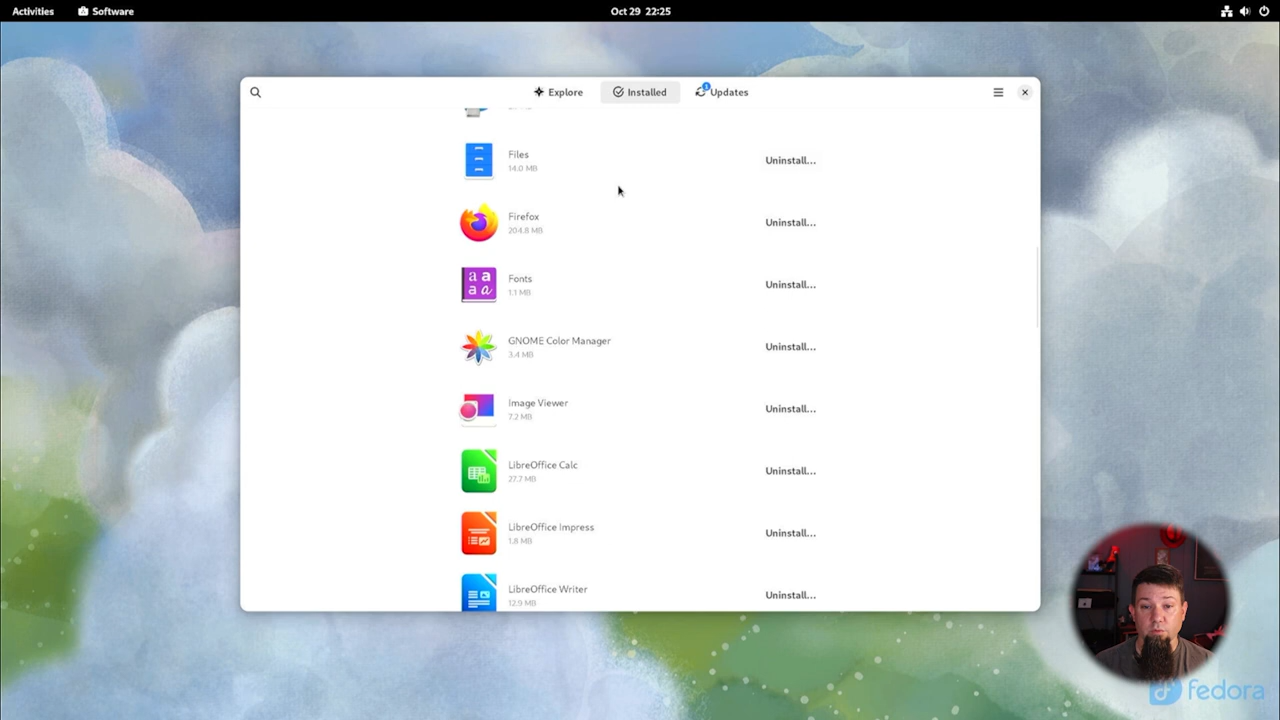 Activities
Software
Oct 29 22:25
Explore
Installed
1
Updates
Files
14.0 MB
Uninstall...
Firefox
204.8 MB
Uninstall...
Fonts
1.1 MB
Uninstall...
GNOME Color Manager
3.4 MB
Uninstall...
Image Viewer
7.2 MB
Uninstall...
LibreOffice Calc
27.7 MB
Uninstall...
LibreOffice Impress
1.8 MB
Uninstall...
LibreOffice Writer
12.9 MB
Uninstall...
fedora